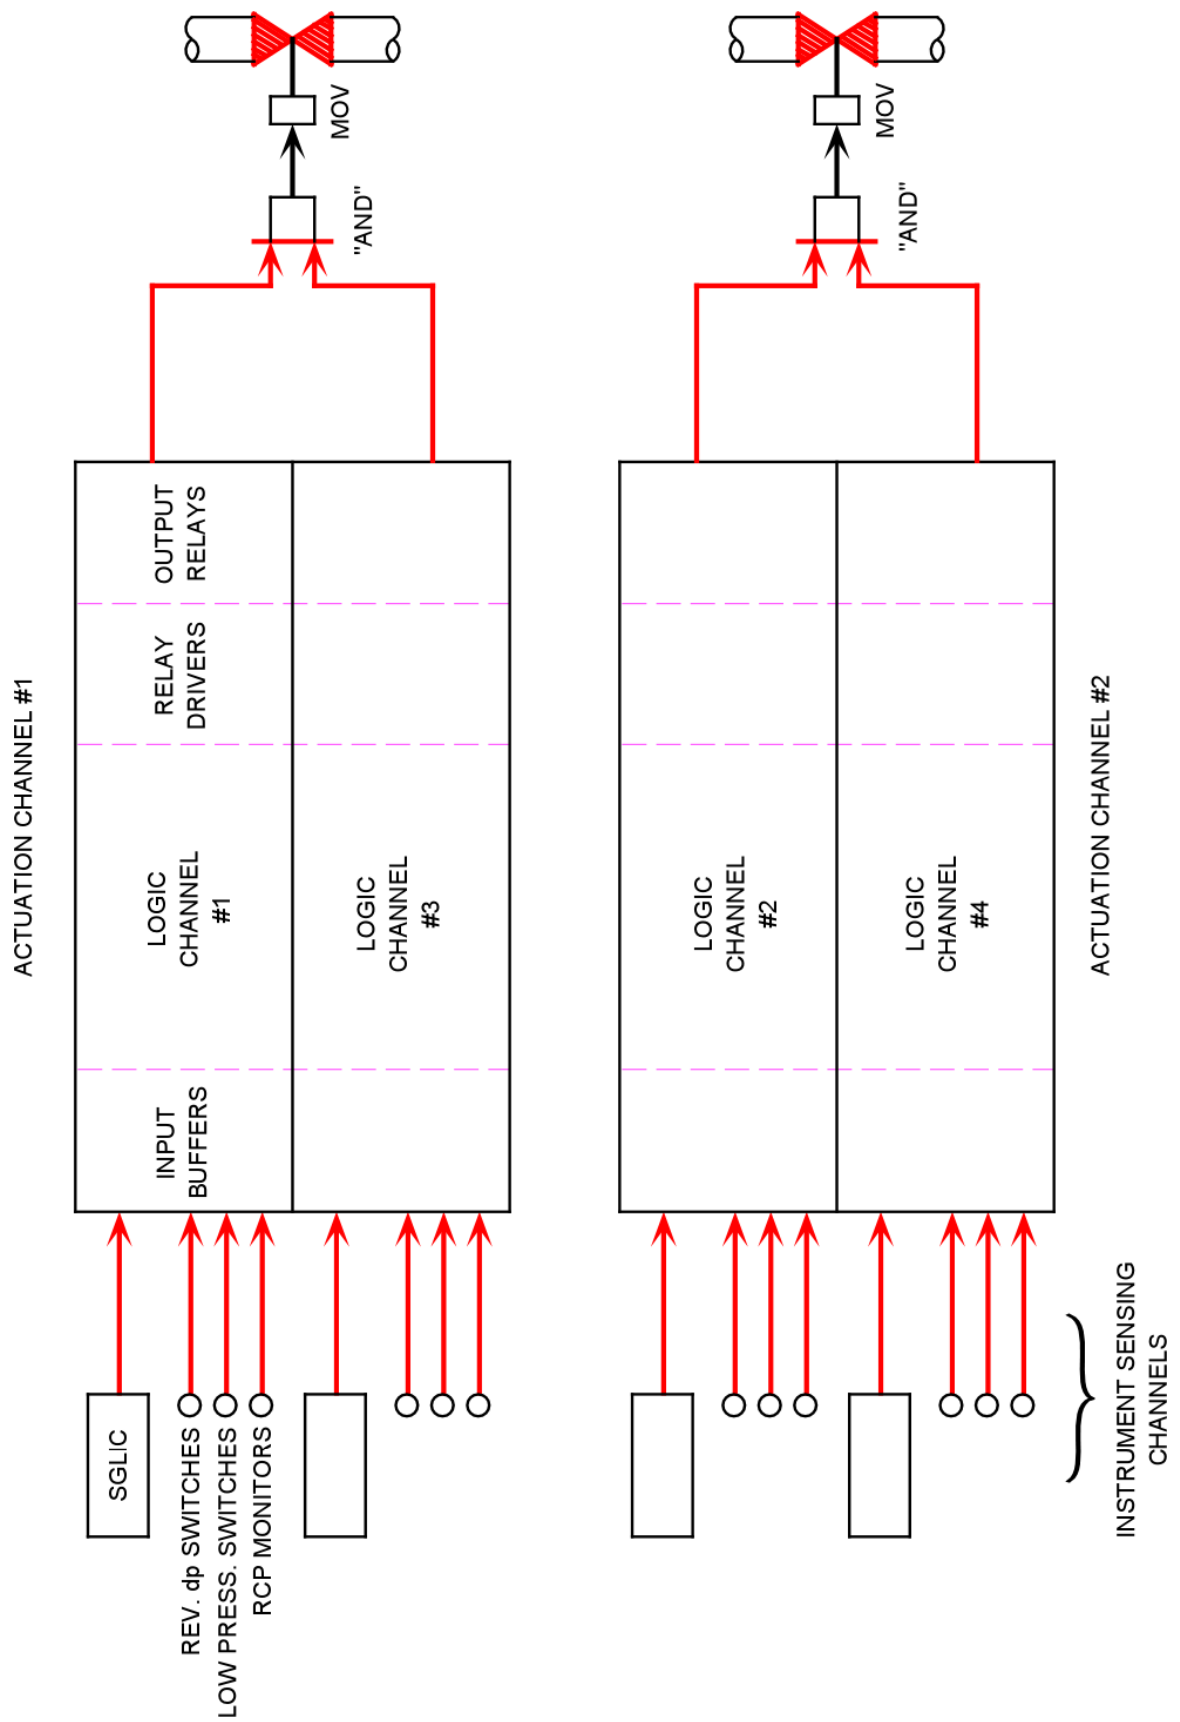 ACTUATION CHANNEL #1
SGLIC
REV. dp SWITCHES
LOW PRESS. SWITCHES
RCP MONITORS
INPUT
BUFFERS
LOGIC
CHANNEL
#1
RELAY
DRIVERS
OUTPUT
RELAYS
LOGIC
CHANNEL
#3
"AND"
MOV
LOGIC
CHANNEL
#2
LOGIC
CHANNEL
#4
"AND"
MOV
ACTUATION CHANNEL #2
INSTRUMENT SENSING
CHANNELS